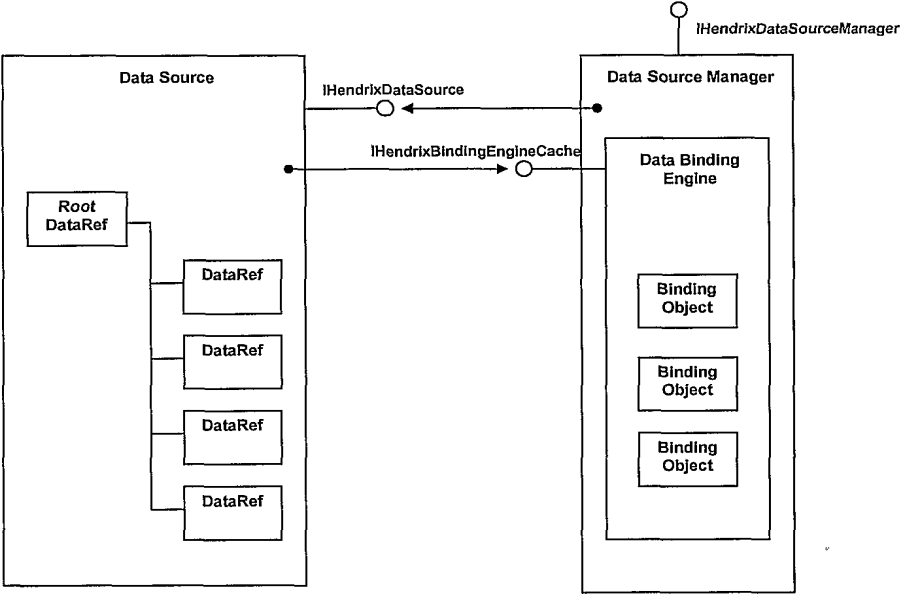 IHendrixDataSourceManager
Data Source
Data Source Manager
IHendrixDataSource
IHendrixBindingEngineCache
Data Binding
Engine
Root
DataRef
DataRef
DataRef
DataRef
DataRef
Binding
Object
Binding
Object
Binding
Object